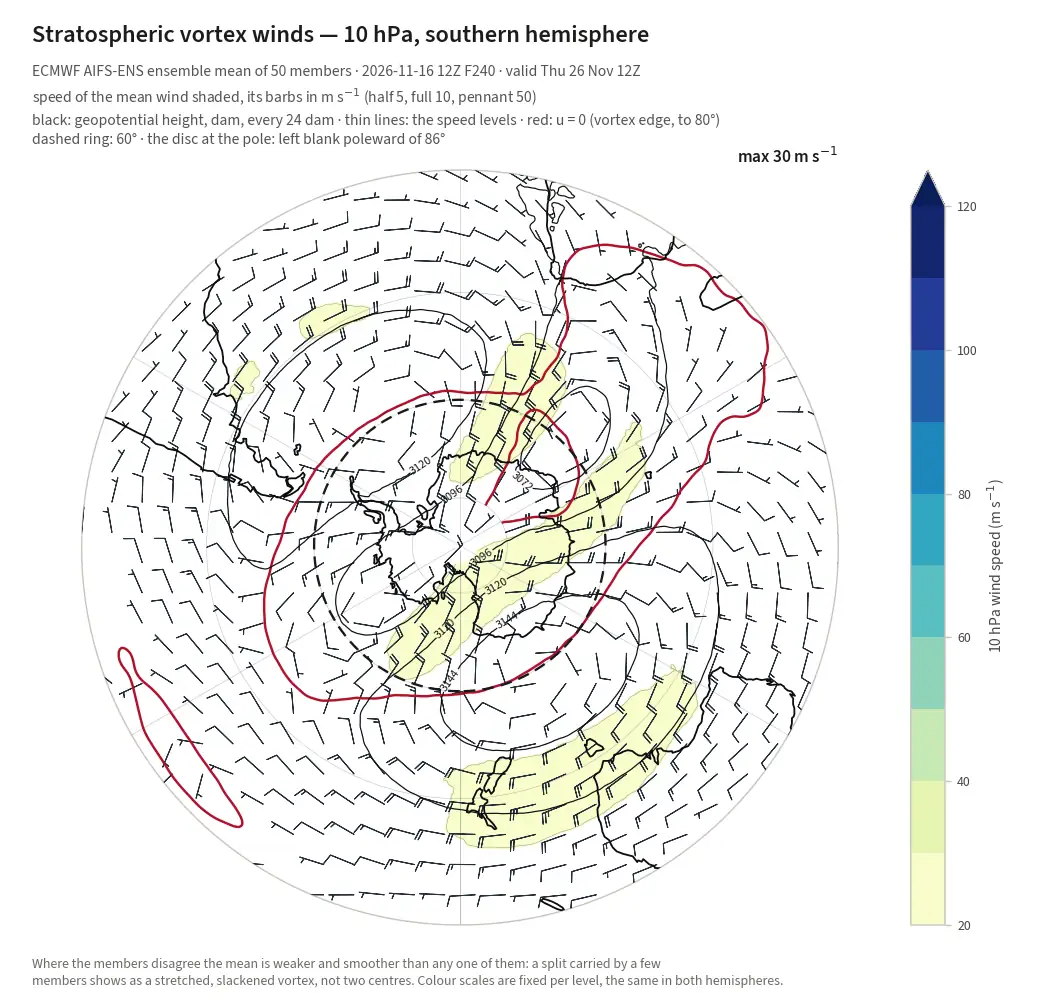 Stratospheric vortex winds — 10 hPa, southern hemisphere
ECMWF AIFS-ENS ensemble mean of 50 members · 2026-11-16 12Z F240 · valid Thu 26 Nov 12Z
speed of the mean wind shaded, its barbs in m s⁻¹ (half 5, full 10, pennant 50)
black: geopotential height, dam, every 24 dam · thin lines: the speed levels · red: u = 0 (vortex edge, to 80°)
dashed ring: 60° · the disc at the pole: left blank poleward of 86°
max 30 m s⁻¹
120
100
80
60
40
20
10 hPa wind speed (m s⁻¹)
3120
3096
3072
3096
3120
3144
3120
3144
Where the members disagree the mean is weaker and smoother than any one of them: a split carried by a few
members shows as a stretched, slackened vortex, not two centres. Colour scales are fixed per level, the same in both hemispheres.